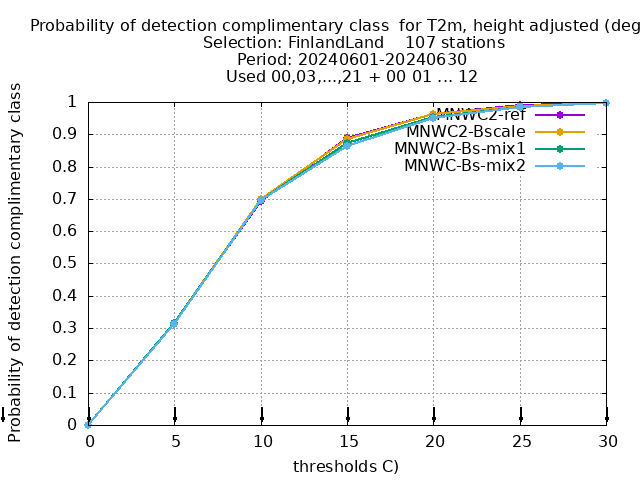 Probability of detection complimentary class  for T2m, height adjusted (deg
Selection: FinlandLand    107 stations
Period: 20240601-20240630
Used 00,03,...,21 + 00 01 ... 12
Probability of detection complimentary class
1
0.9
0.8
0.7
0.6
0.5
0.4
0.3
0.2
0.1
0
MNWC2-ref
MNWC2-Bscale
MNWC2-Bs-mix1
MNWC-Bs-mix2
0 5 10 15 20 25 30
thresholds C)